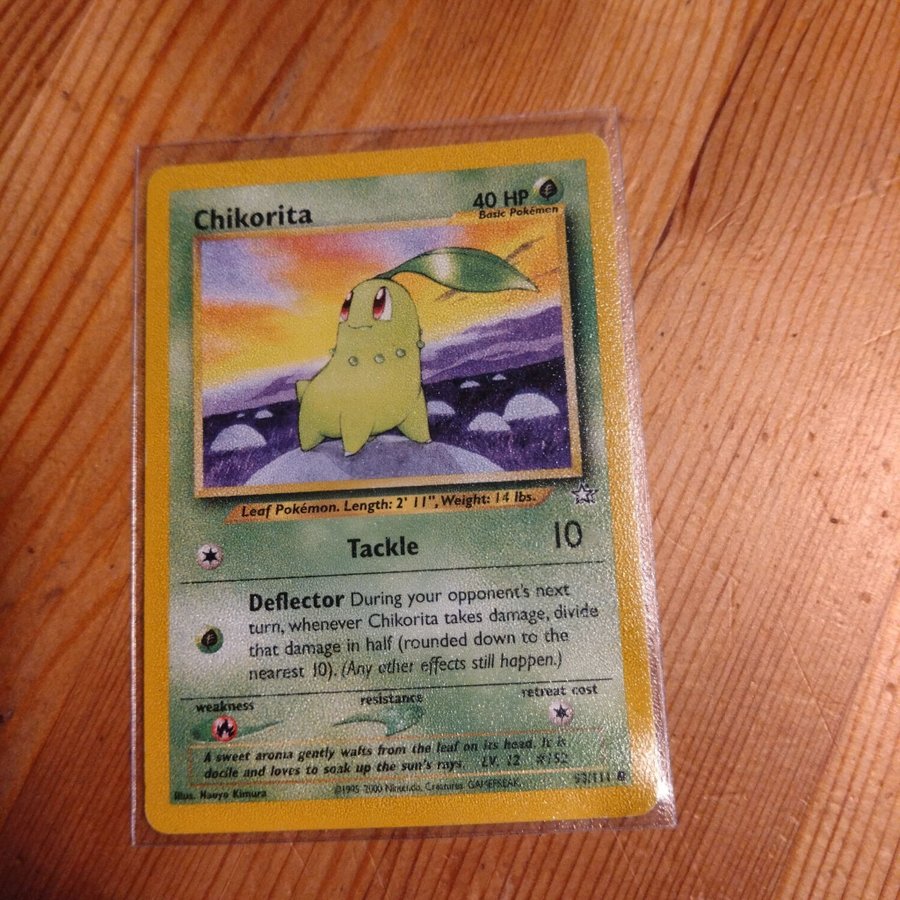 Chikorita
40 HP
Basic Pokémon
Leaf Pokémon. Length: 2' 11", Weight: 14 lbs.
Tackle 10
Deflector During your opponent's next
turn, whenever Chikorita takes damage, divide
that damage in half (rounded down to the
nearest 10). (Any other effects still happen.)
weakness resistance retreat cost
A sweet aroma gently wafts from the leaf on its head. It is
docile and loves to soak up the sun's rays. LV. 12 #152
Illus. Naoyo Kimura ©1995, 2000 Nintendo, Creatures, GAMEFREAK. 53/111